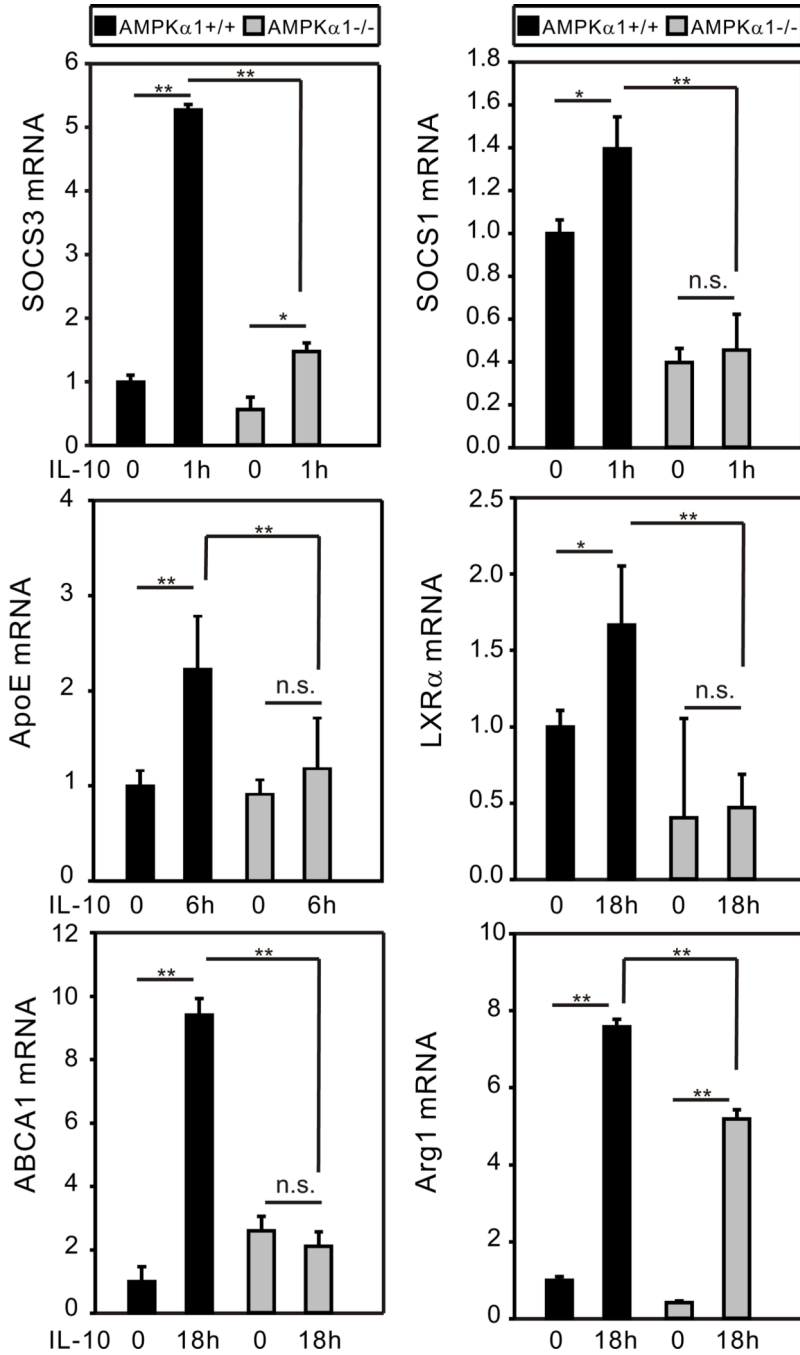 AMPKα1+/+ AMPKα1-/-
SOCS3 mRNA
6
5
4
3
2
1
0
** ** *
IL-10 0 1h 0 1h
AMPKα1+/+ AMPKα1-/-
SOCS1 mRNA
1.8
1.6
1.4
1.2
1.0
0.8
0.6
0.4
0.2
0.0
* ** n.s.
0 1h 0 1h
ApoE mRNA
4
3
2
1
0
** ** n.s.
IL-10 0 6h 0 6h
LXRα mRNA
2.5
2.0
1.5
1.0
0.5
0.0
* ** n.s.
0 18h 0 18h
ABCA1 mRNA
12
10
8
6
4
2
0
** ** n.s.
IL-10 0 18h 0 18h
Arg1 mRNA
10
8
6
4
2
0
** ** **
0 18h 0 18h